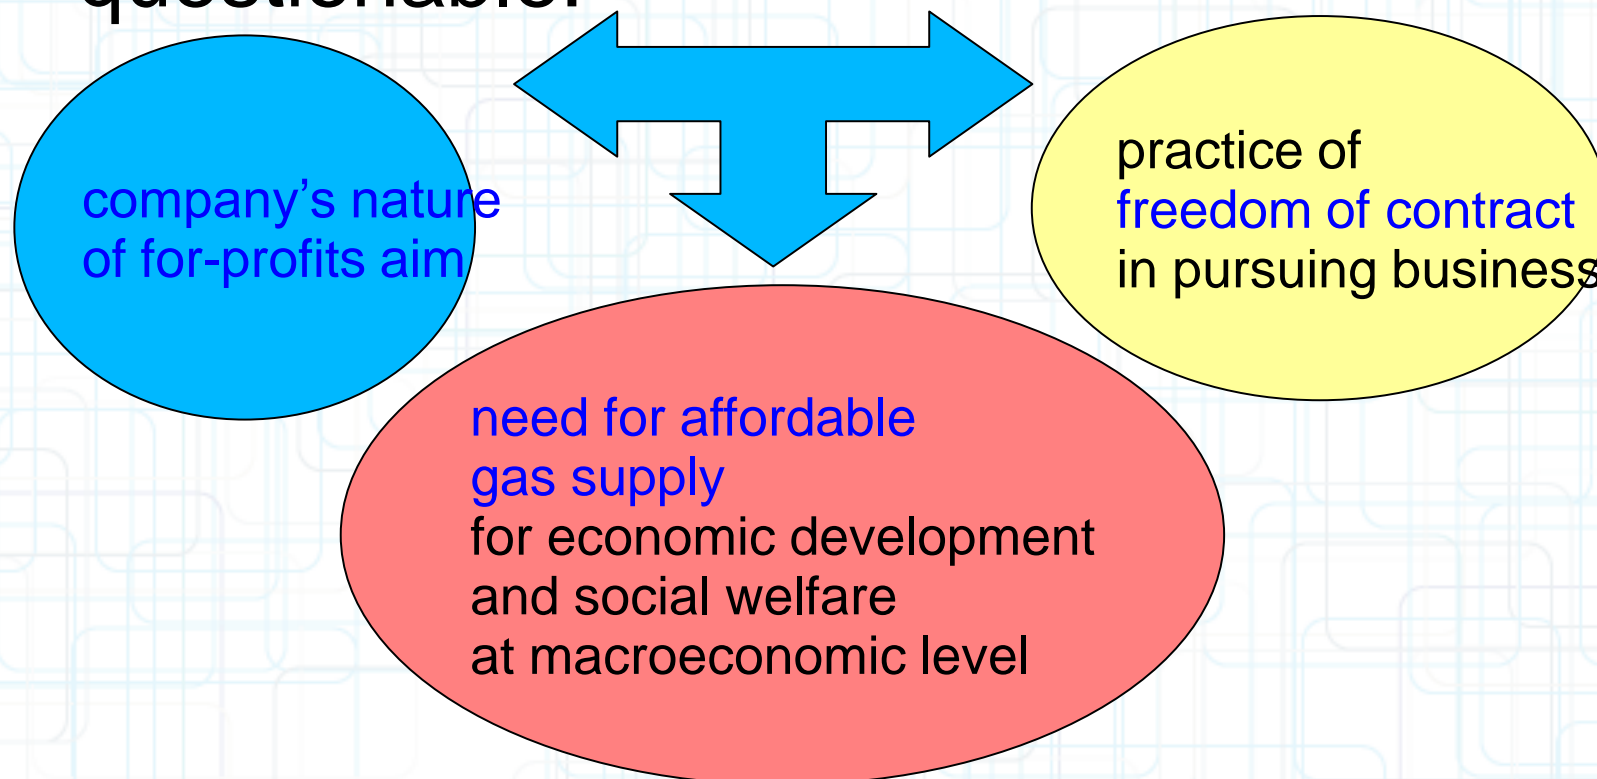 questionable.
company’s nature
of for-profits aim
practice of
freedom of contract
in pursuing business
need for affordable
gas supply
for economic development
and social welfare
at macroeconomic level